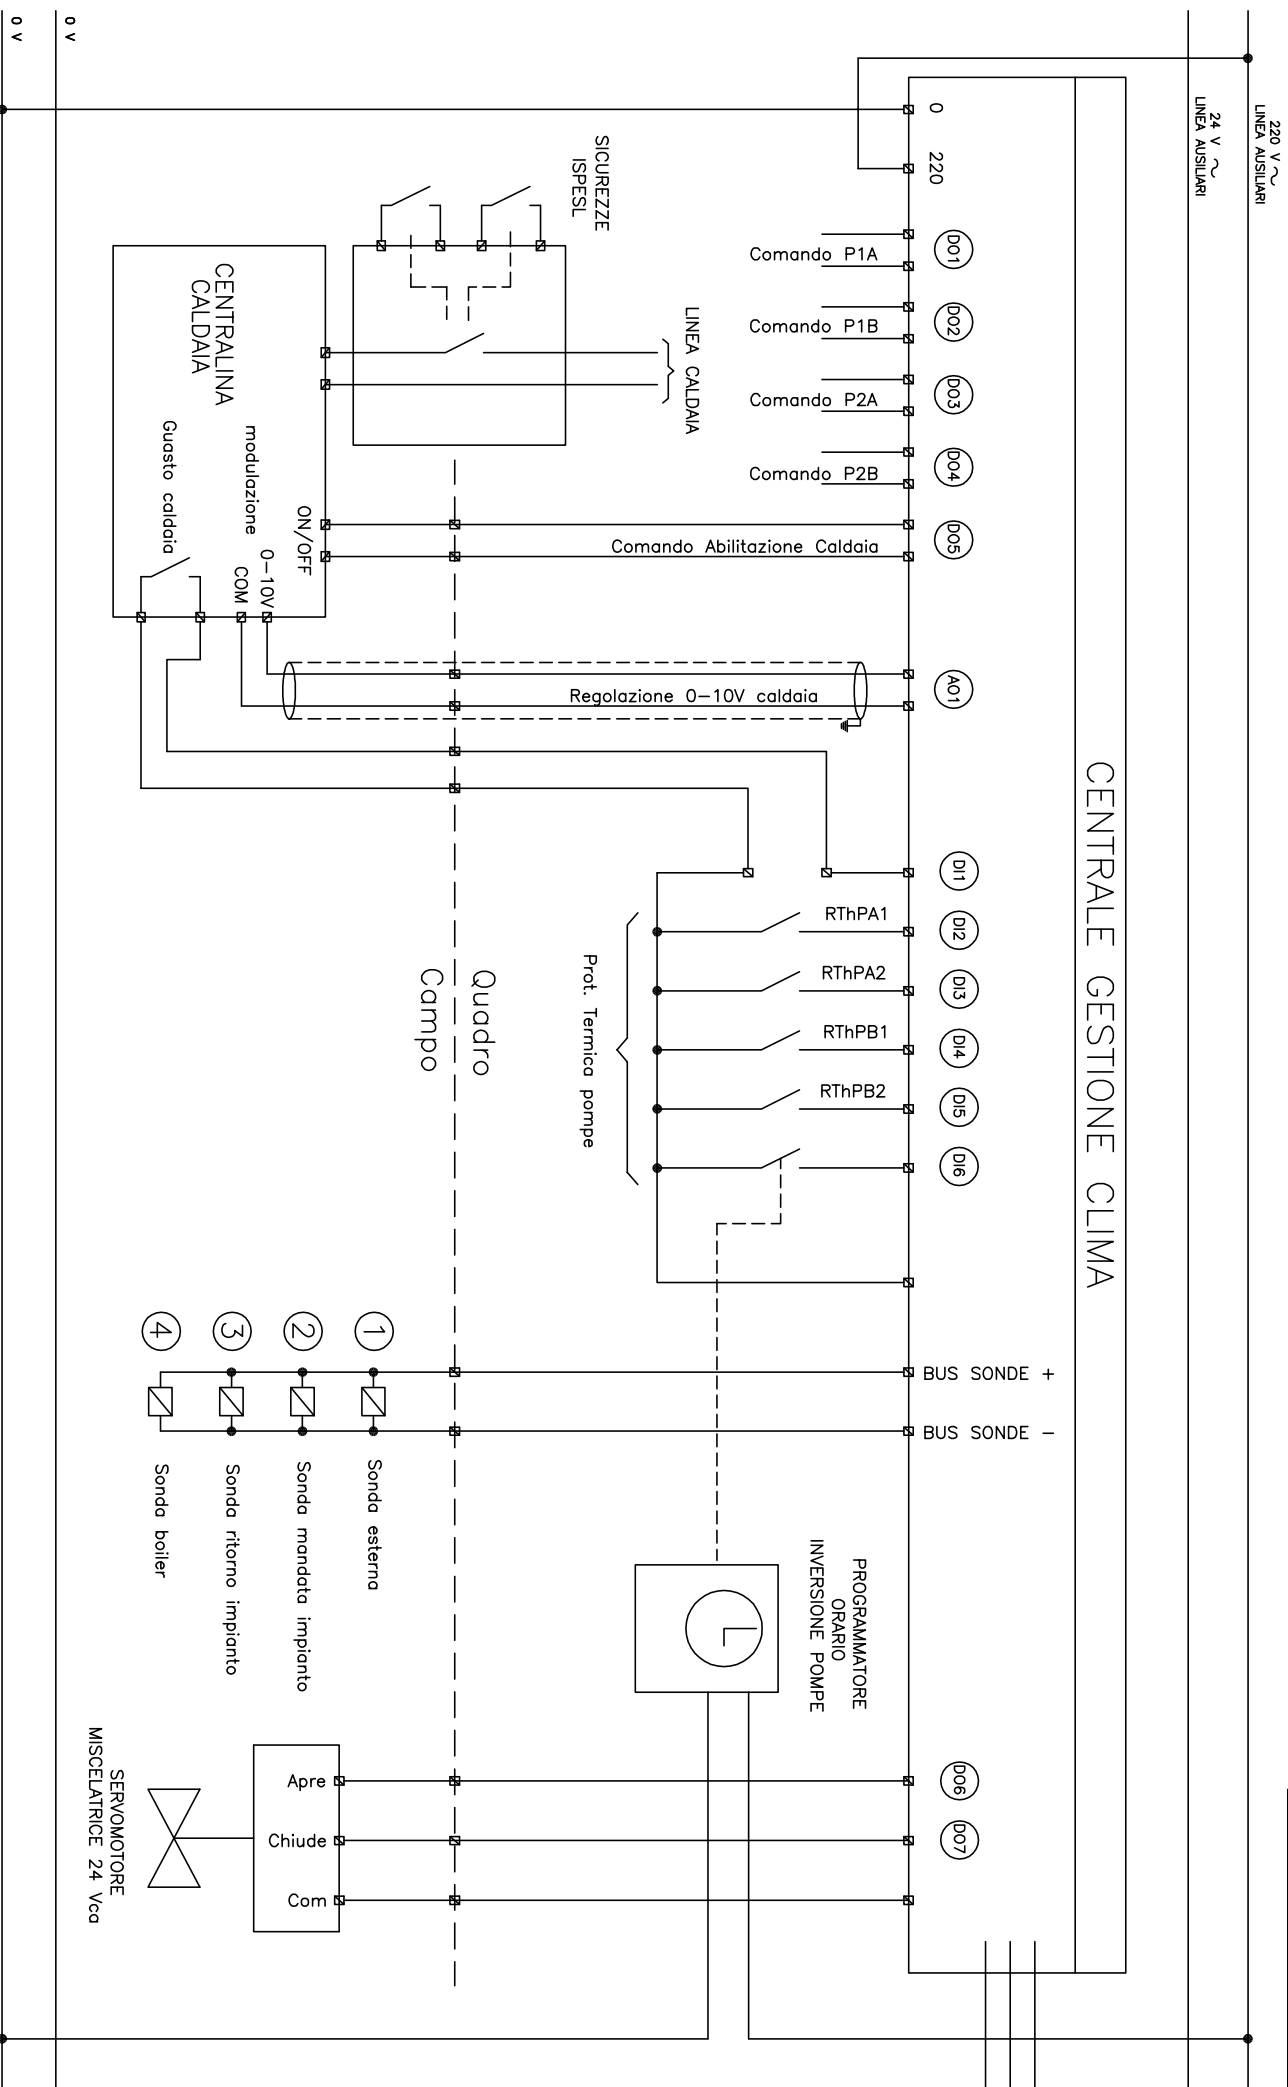 220 V ~
LINEA AUSILIARI
24 V ~
LINEA AUSILIARI
CENTRALE GESTIONE CLIMA
0
220
DO1
DO2
DO3
DO4
DO5
AO1
DI1
DI2
DI3
DI4
DI5
DI6
BUS SONDE +
BUS SONDE -
DO6
DO7
Comando P1A
Comando P1B
Comando P2A
Comando P2B
Comando Abilitazione Caldaia
Regolazione 0-10V caldaia
RThPA1
RThPA2
RThPB1
RThPB2
PROGRAMMATORE
ORARIO
INVERSIONE POMPE
LINEA CALDAIA
SICUREZZE
ISPESL
Prot. Termica pompe
Quadro
Campo
CENTRALINA
CALDAIA
ON/OFF
modulazione
0-10V
COM
Guasto caldaia
1
2
3
4
Sonda esterna
Sonda mandata impianto
Sonda ritorno impianto
Sonda boiler
Apre
Chiude
Com
SERVOMOTORE
MISCELATRICE 24 Vca
0 V
0 V